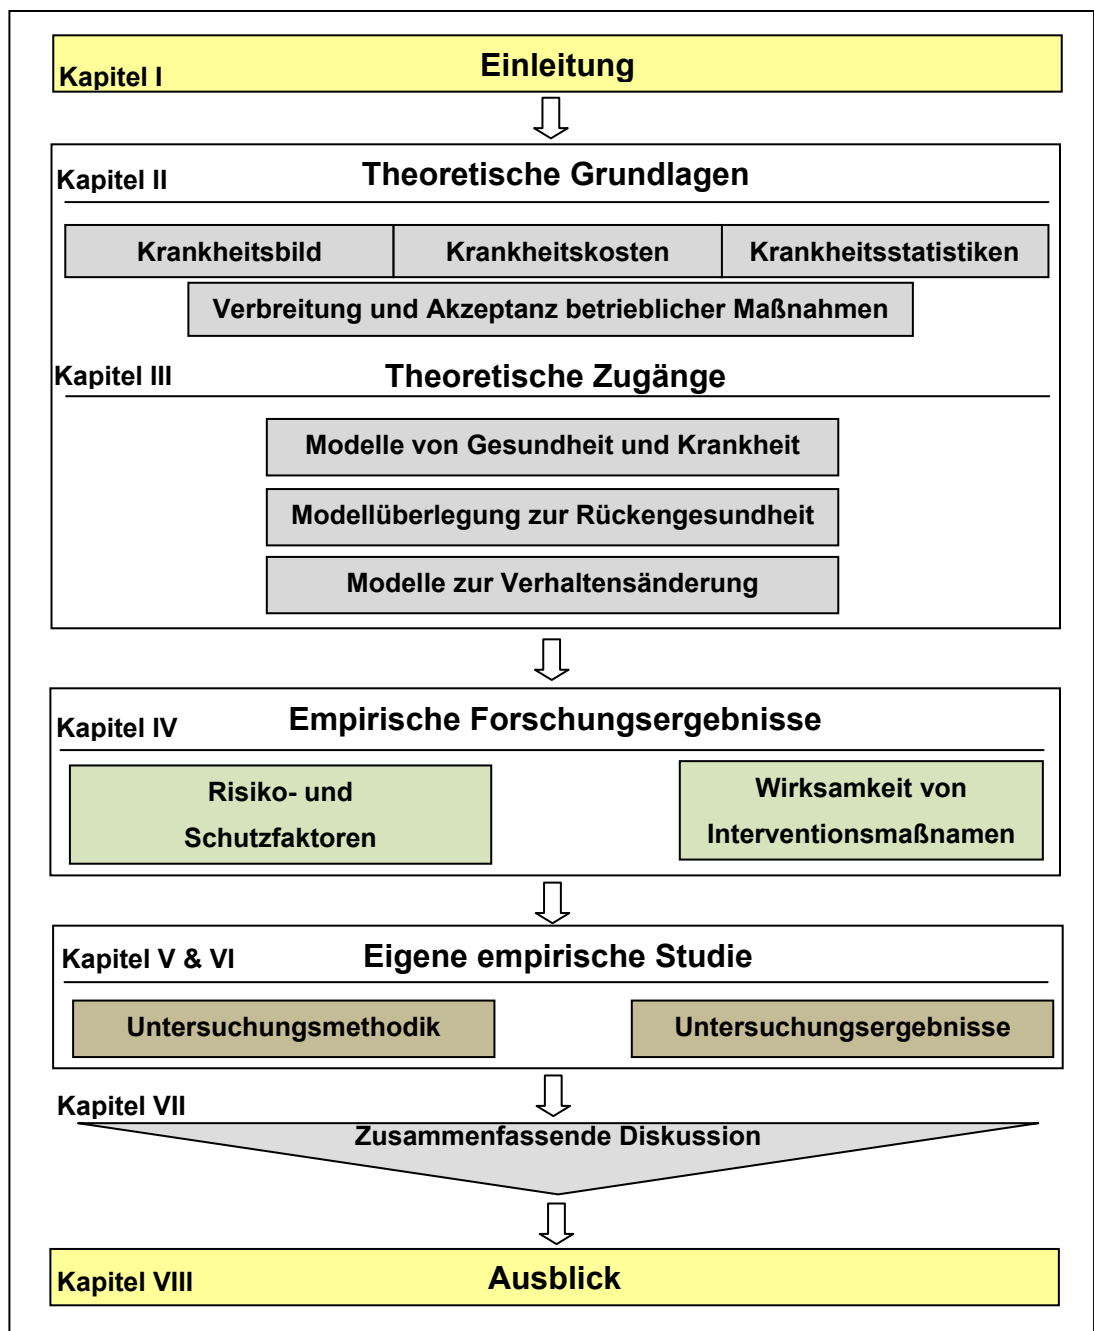 Kapitel I
Einleitung
Kapitel II
Theoretische Grundlagen
Krankheitsbild
Krankheitskosten
Krankheitsstatistiken
Verbreitung und Akzeptanz betrieblicher Maßnahmen
Kapitel III
Theoretische Zugänge
Modelle von Gesundheit und Krankheit
Modellüberlegung zur Rückengesundheit
Modelle zur Verhaltensänderung
Kapitel IV
Empirische Forschungsergebnisse
Risiko- und
Schutzfaktoren
Wirksamkeit von
Interventionsmaßnamen
Kapitel V & VI
Eigene empirische Studie
Untersuchungsmethodik
Untersuchungsergebnisse
Kapitel VII
Zusammenfassende Diskussion
Kapitel VIII
Ausblick